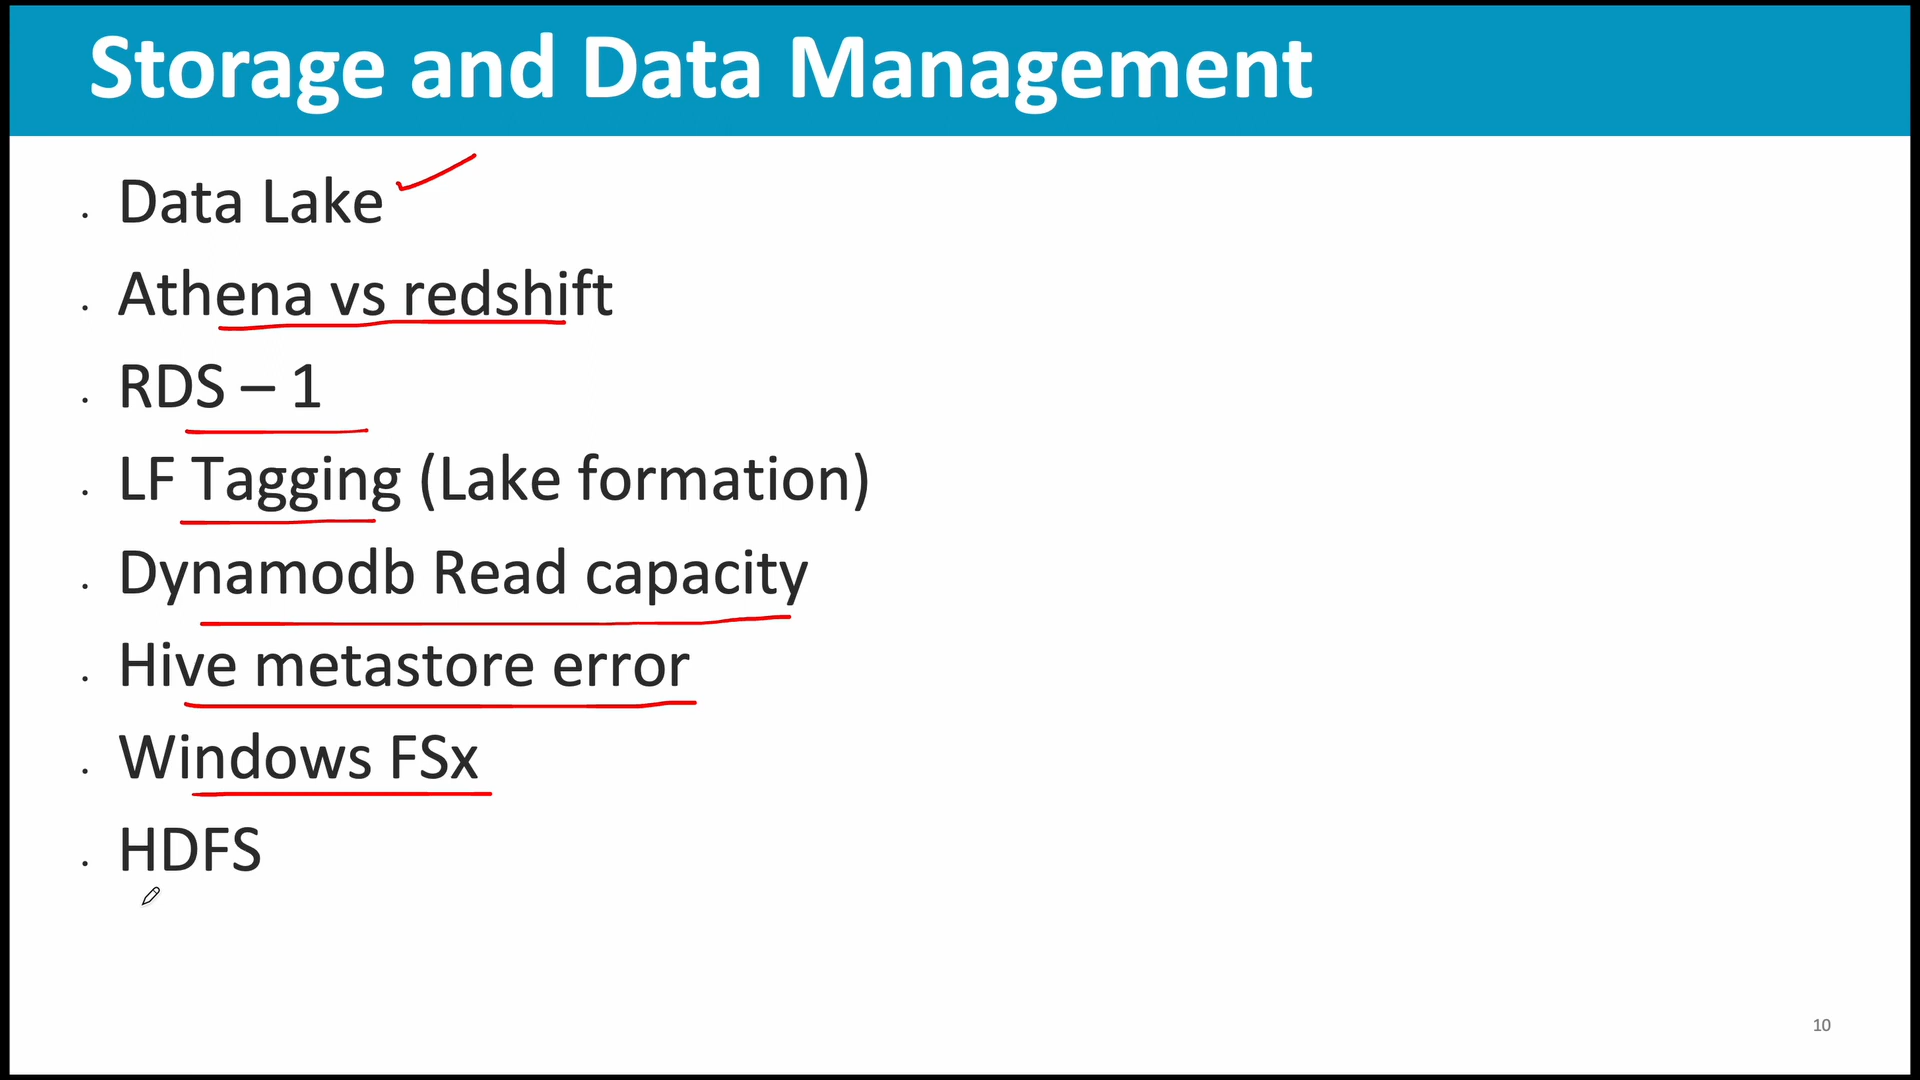 Storage and Data Management
. Data Lake
. Athena vs redshift
. RDS – 1
. LF Tagging (Lake formation)
. Dynamodb Read capacity
. Hive metastore error
. Windows FSx
. HDFS
10